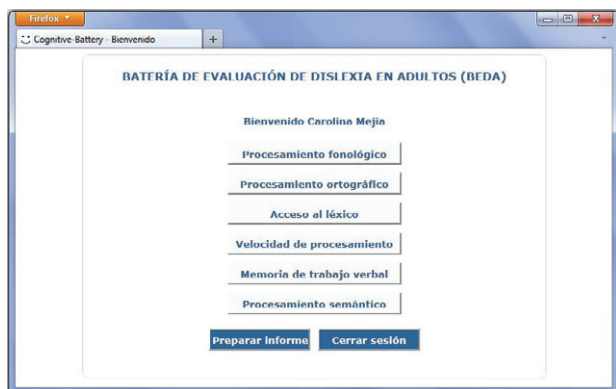 Firefox
Cognitive-Battery - Bienvenido
BATERÍA DE EVALUACIÓN DE DISLEXIA EN ADULTOS (BEDA)
Bienvenido Carolina Mejia
Procesamiento fonológico
Procesamiento ortográfico
Acceso al léxico
Velocidad de procesamiento
Memoria de trabajo verbal
Procesamiento semántico
Preparar informe Cerrar sesión